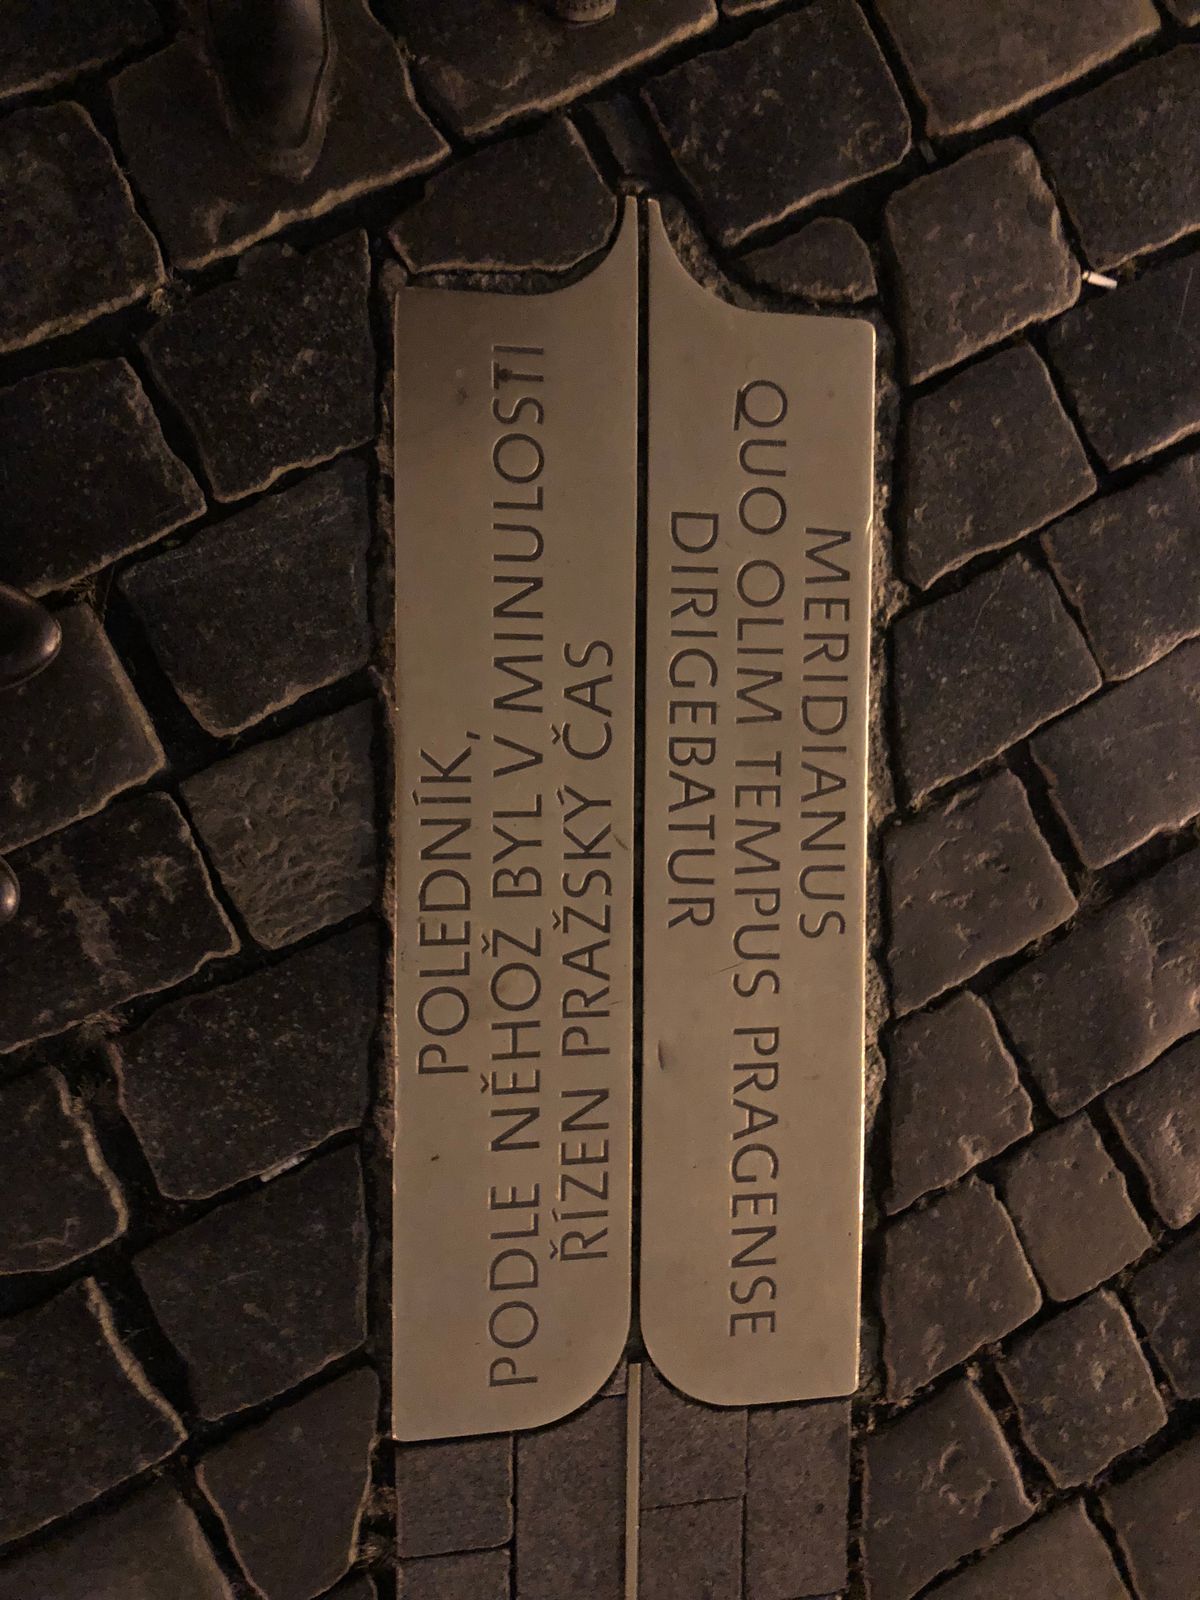 POLEDNÍK,
PODLE NĚHOŽ BYL V MINULOSTI
ŘÍZEN PRAŽSKÝ ČAS
MERIDIANUS
QUO OLIM TEMPUS PRAGENSE
DIRIGEBATUR